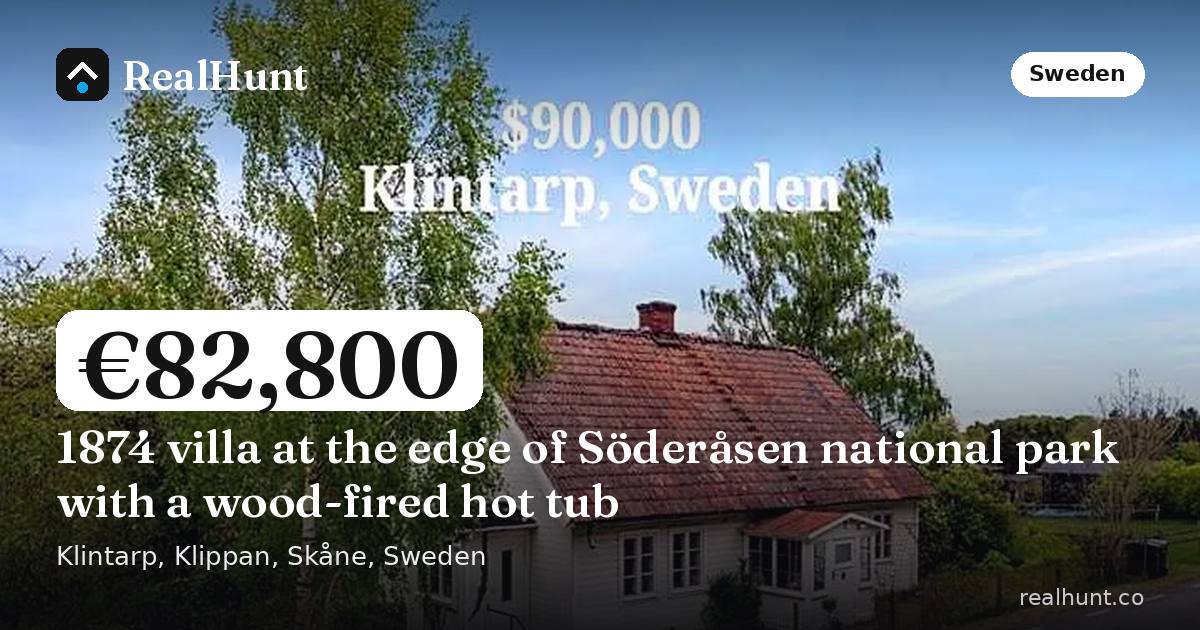 RealHunt
Sweden
$90,000
Klintarp, Sweden
€82,800
1874 villa at the edge of Söderåsen national park
with a wood-fired hot tub
Klintarp, Klippan, Skåne, Sweden
realhunt.co